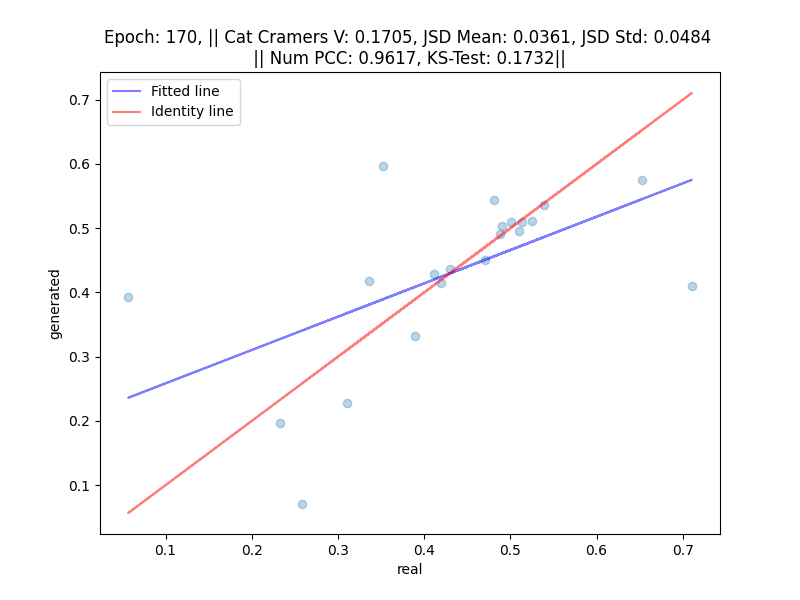 Epoch: 170, || Cat Cramers V: 0.1705, JSD Mean: 0.0361, JSD Std: 0.0484
|| Num PCC: 0.9617, KS-Test: 0.1732||
Fitted line
Identity line
generated
0.7
0.6
0.5
0.4
0.3
0.2
0.1
0.1 0.2 0.3 0.4 0.5 0.6 0.7
real